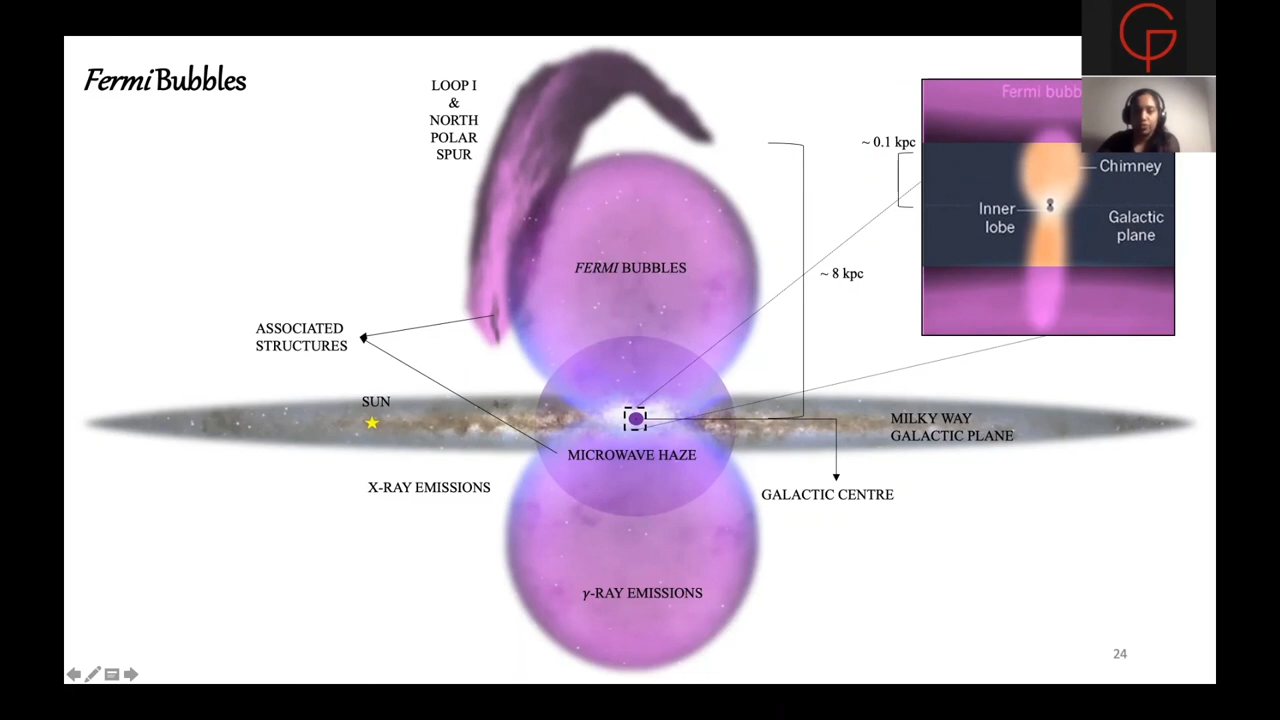 Fermi Bubbles
LOOP I
&
NORTH
POLAR
SPUR
~ 0.1 kpc
Fermi bubb
Chimney
Inner
lobe
Galactic
plane
FERMI BUBBLES
~ 8 kpc
ASSOCIATED
STRUCTURES
SUN
MILKY WAY
GALACTIC PLANE
MICROWAVE HAZE
X-RAY EMISSIONS
GALACTIC CENTRE
γ-RAY EMISSIONS
24